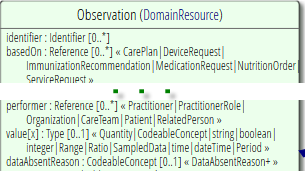 Observation (DomainResource)
identifier : Identifier [0..*]
basedOn : Reference [0..*] « CarePlan|DeviceRequest|
ImmunizationRecommendation|MedicationRequest|NutritionOrder|
ServiceRequest »
performer : Reference [0..*] « Practitioner|PractitionerRole|
Organization|CareTeam|Patient|RelatedPerson »
value[x] : Type [0..1] « Quantity|CodeableConcept|string|boolean|
integer|Range|Ratio|SampledData|time|dateTime|Period »
dataAbsentReason : CodeableConcept [0..1] « DataAbsentReason+ »